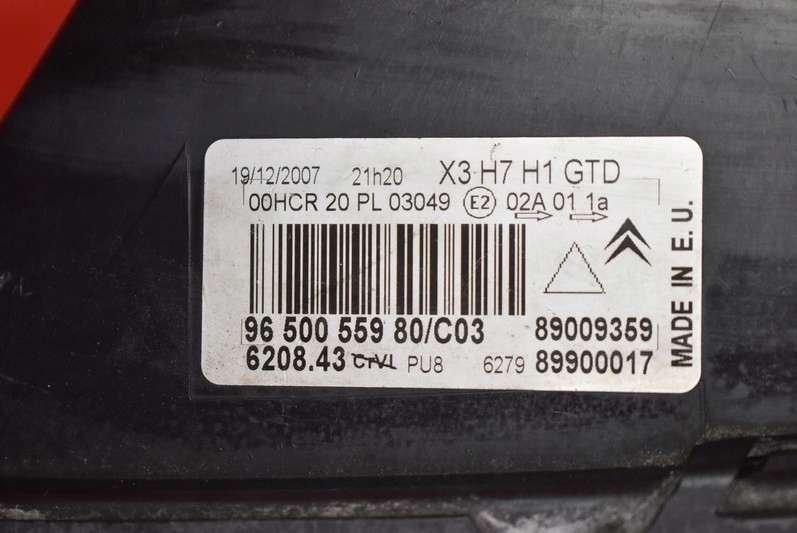 19/12/2007 21h20 X3 H7 H1 GTD
00HCR 20 PL 03049 E2 02A 01 1a
96 500 559 80/C03 89009359
6208.43 CTVL PU8 6279 89900017
MADE IN E. U.